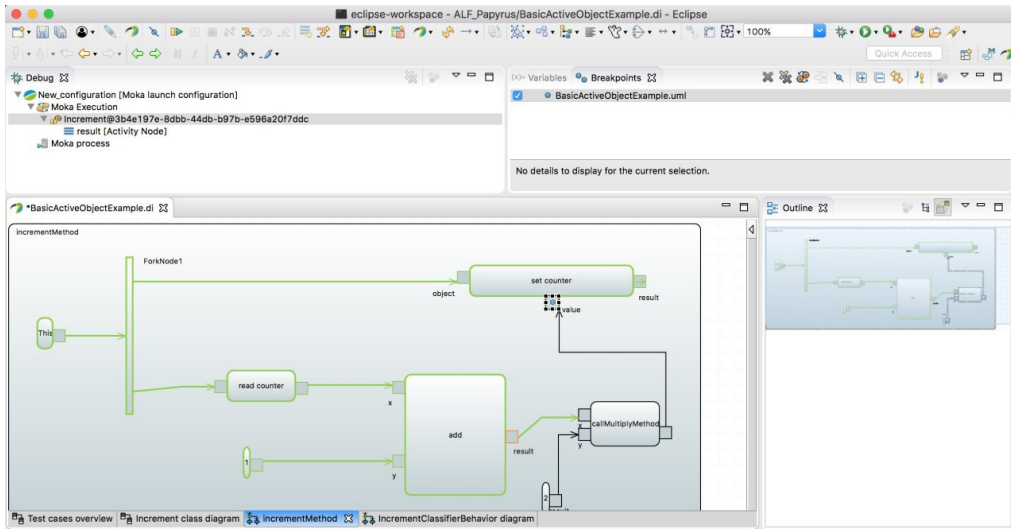 eclipse-workspace - ALF_Papyrus/BasicActiveObjectExample.di - Eclipse
100%
Quick Access
Debug
(x)= Variables
Breakpoints
New_configuration [Moka launch configuration]
Moka Execution
Increment@3b4e197e-8dbb-44db-b97b-e596a20f7ddc
result [Activity Node]
Moka process
BasicActiveObjectExample.uml
No details to display for the current selection.
*BasicActiveObjectExample.di
Outline
incrementMethod
ForkNode1
set counter
object
result
value
This
read counter
x
add
x
callMultiplyMethod
y
result
1
y
2
Test cases overview
Increment class diagram
incrementMethod
IncrementClassifierBehavior diagram